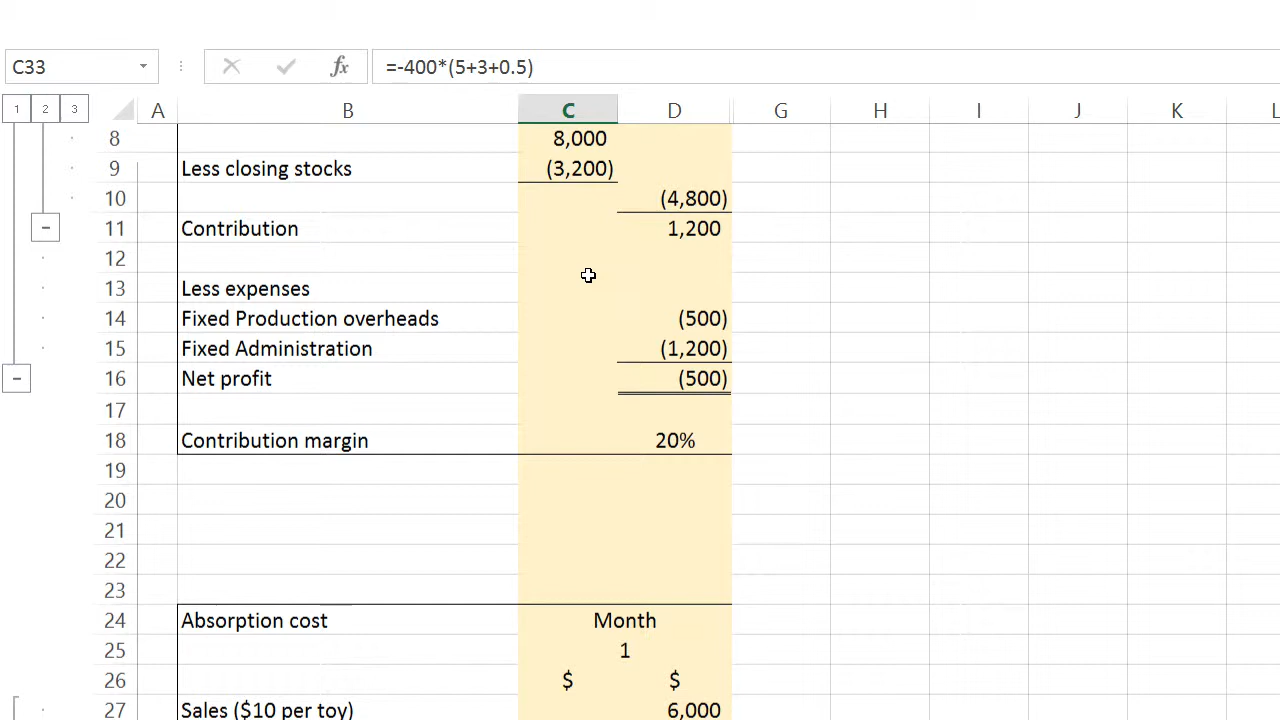 C33 fx =-400*(5+3+0.5)
1 2 3 A B C D G H I J K L
8 8,000
9 Less closing stocks (3,200)
10 (4,800)
11 Contribution 1,200
12
13 Less expenses
14 Fixed Production overheads (500)
15 Fixed Administration (1,200)
16 Net profit (500)
17
18 Contribution margin 20%
19
20
21
22
23
24 Absorption cost Month
25 1
26 $ $
27 Sales ($10 per toy) 6,000